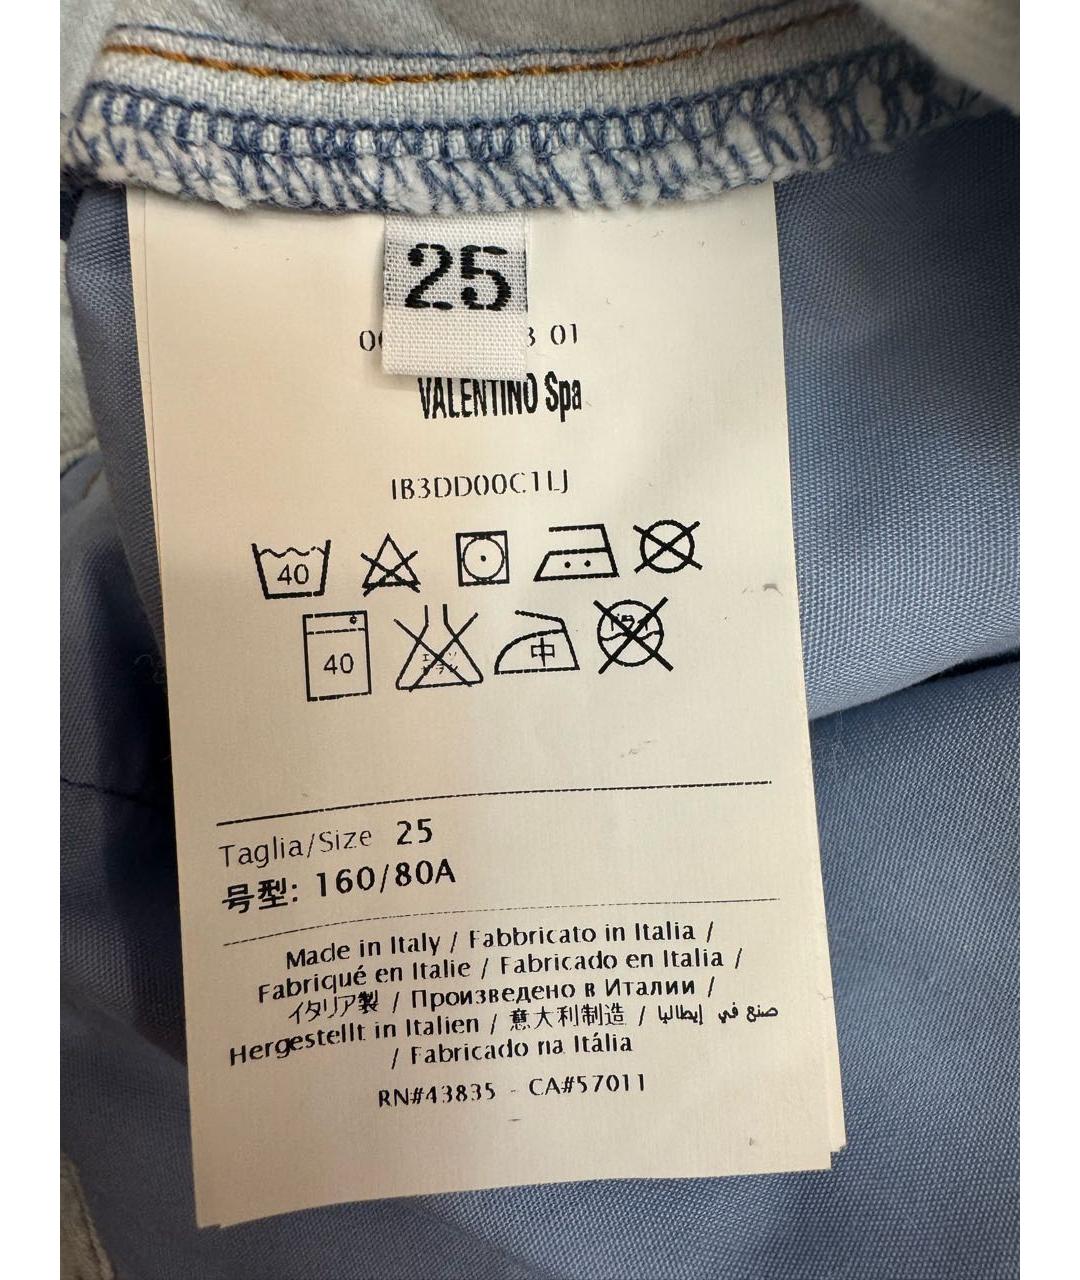 25
3 01
VALENTINO Spa
IB3DD00C1LJ
40
40
中
Taglia/Size 25
号型: 160/80A
Made in Italy / Fabbricato in Italia /
Fabriqué en Italie / Fabricado en Italia /
イタリア製 / Произведено в Италии /
Hergestellt in Italien / 意大利制造 / صنع في إيطاليا
/ Fabricado na Itália
RN#43835 - CA#57011